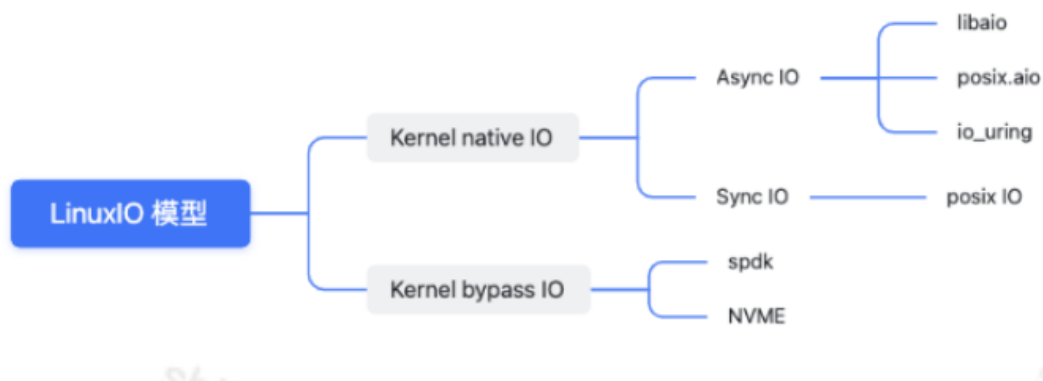 libaio
Async IO
posix.aio
Kernel native IO
io_uring
LinuxIO 模型
Sync IO
posix IO
Kernel bypass IO
spdk
NVME